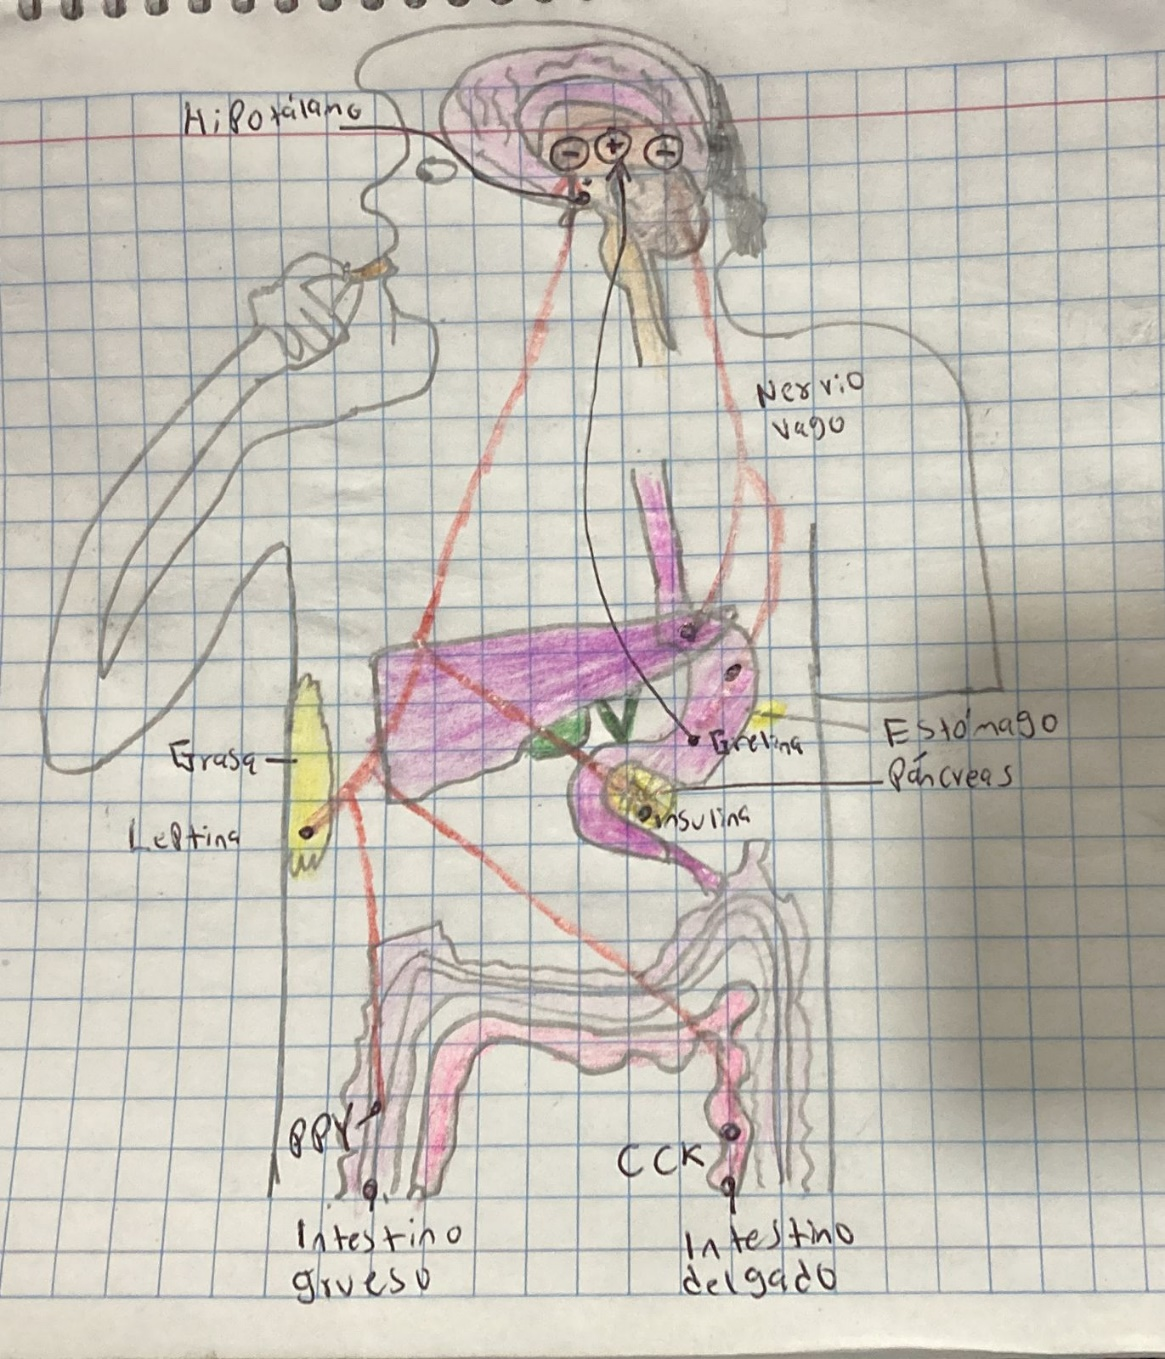 Hipotálamo
- + -
Nervio
vago
Grasa
Estómago
Grelina
Páncreas
insulina
Leptina
PPY
CCK
Intestino
grueso
Intestino
delgado